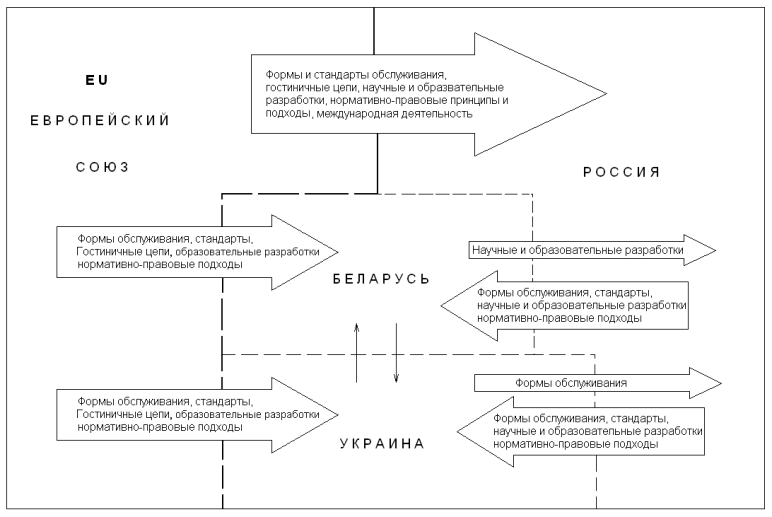 EU
ЕВРОПЕЙСКИЙ
СОЮЗ
Формы и стандарты обслуживания,
гостиничные цепи, научные и образвательные
разработки, нормативно-правовые принципы и
подходы, международная деятельность
РОССИЯ
Формы обслуживания, стандарты,
Гостиничные цепи, образовательные разработки
нормативно-правовые подходы
БЕЛАРУСЬ
Научные и образовательные разработки
Формы обслуживания, стандарты,
научные и образовательные разработки
нормативно-правовые подходы
Формы обслуживания, стандарты,
Гостиничные цепи, образовательные разработки
нормативно-правовые подходы
УКРАИНА
Формы обслуживания
Формы обслуживания, стандарты,
научные и образовательные разработки
нормативно-правовые подходы